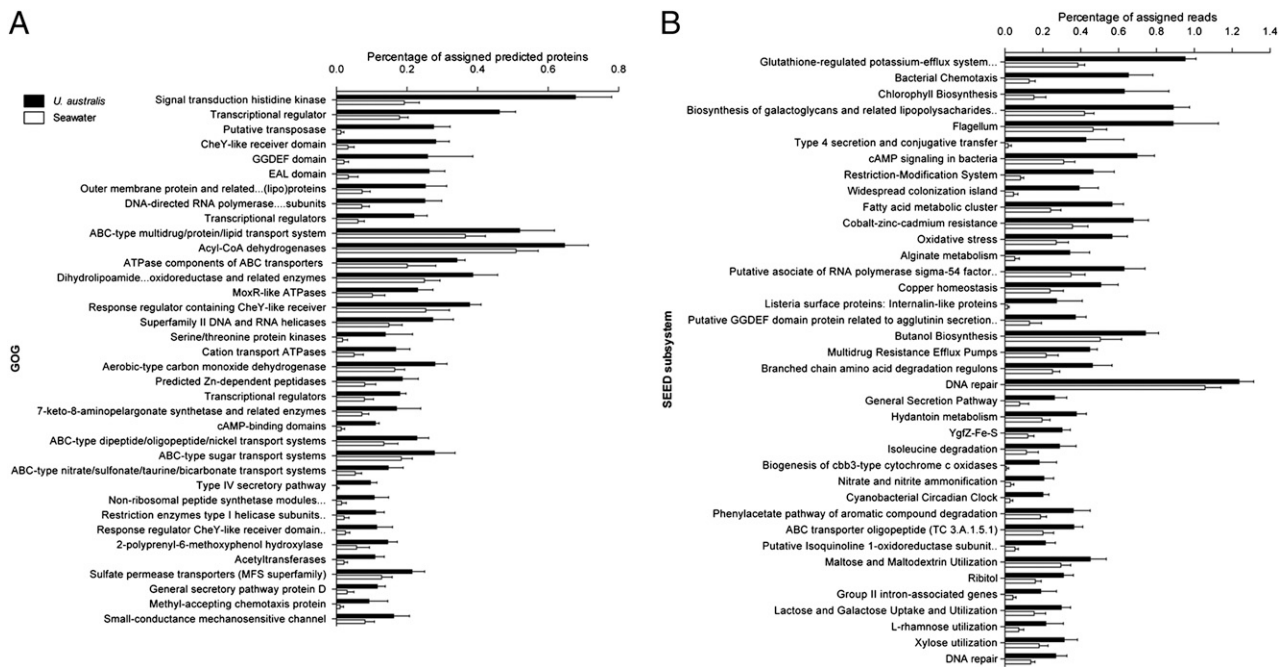 A
Percentage of assigned predicted proteins
0.0 0.2 0.4 0.6 0.8
U. australis
Seawater
GOG
Signal transduction histidine kinase
Transcriptional regulator
Putative transposase
CheY-like receiver domain
GGDEF domain
EAL domain
Outer membrane protein and related...(lipo)proteins
DNA-directed RNA polymerase....subunits
Transcriptional regulators
ABC-type multidrug/protein/lipid transport system
Acyl-CoA dehydrogenases
ATPase components of ABC transporters
Dihydrolipoamide...oxidoreductase and related enzymes
MoxR-like ATPases
Response regulator containing CheY-like receiver
Superfamily II DNA and RNA helicases
Serine/threonine protein kinases
Cation transport ATPases
Aerobic-type carbon monoxide dehydrogenase
Predicted Zn-dependent peptidases
Transcriptional regulators
7-keto-8-aminopelargonate synthetase and related enzymes
cAMP-binding domains
ABC-type dipeptide/oligopeptide/nickel transport systems
ABC-type sugar transport systems
ABC-type nitrate/sulfonate/taurine/bicarbonate transport systems
Type IV secretory pathway
Non-ribosomal peptide synthetase modules...
Restriction enzymes type I helicase subunits..
Response regulator CheY-like receiver domain..
2-polyprenyl-6-methoxyphenol hydroxylase
Acetyltransferases
Sulfate permease transporters (MFS superfamily)
General secretory pathway protein D
Methyl-accepting chemotaxis protein
Small-conductance mechanosensitive channel
B
Percentage of assigned reads
0.0 0.2 0.4 0.6 0.8 1.0 1.2 1.4
SEED subsystem
Glutathione-regulated potassium-efflux system...
Bacterial Chemotaxis
Chlorophyll Biosynthesis
Biosynthesis of galactoglycans and related lipopolysacharides..
Flagellum
Type 4 secretion and conjugative transfer
cAMP signaling in bacteria
Restriction-Modification System
Widespread colonization island
Fatty acid metabolic cluster
Cobalt-zinc-cadmium resistance
Oxidative stress
Alginate metabolism
Putative asociate of RNA polymerase sigma-54 factor..
Copper homeostasis
Listeria surface proteins: Internalin-like proteins
Putative GGDEF domain protein related to agglutinin secretion..
Butanol Biosynthesis
Multidrug Resistance Efflux Pumps
Branched chain amino acid degradation regulons
DNA repair
General Secretion Pathway
Hydantoin metabolism
YgfZ-Fe-S
Isoleucine degradation
Biogenesis of cbb3-type cytochrome c oxidases
Nitrate and nitrite ammonification
Cyanobacterial Circadian Clock
Phenylacetate pathway of aromatic compound degradation
ABC transporter oligopeptide (TC 3.A.1.5.1)
Putative Isoquinoline 1-oxidoreductase subunit..
Maltose and Maltodextrin Utilization
Ribitol
Group II intron-associated genes
Lactose and Galactose Uptake and Utilization
L-rhamnose utilization
Xylose utilization
DNA repair